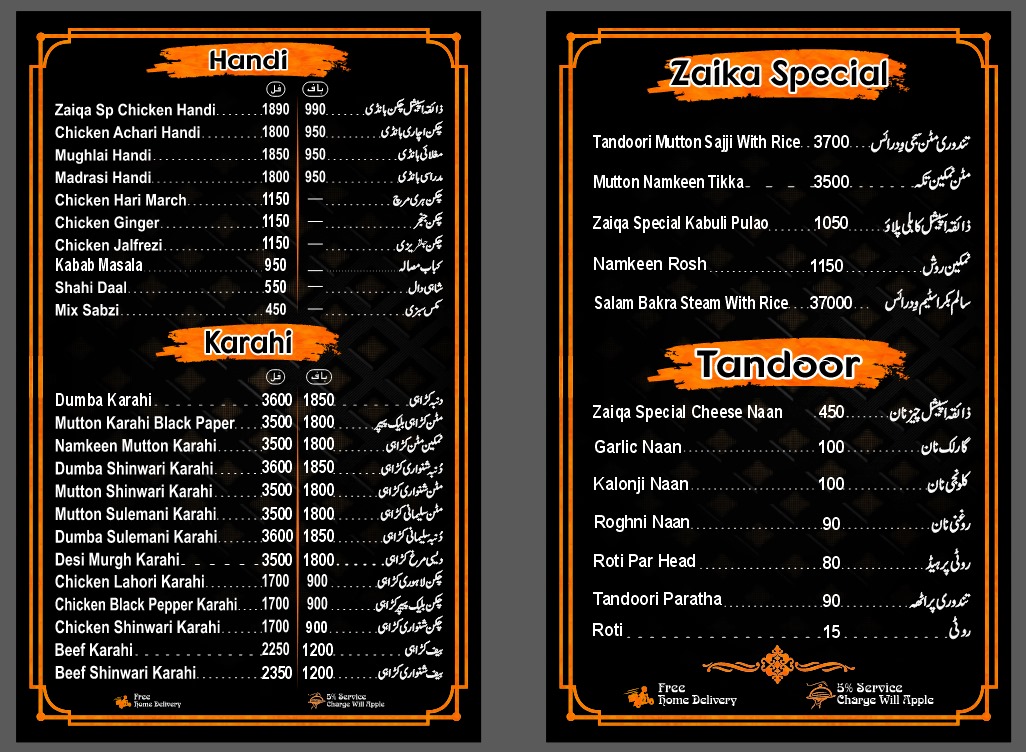 Handi
فل ہاف
Zaiqa Sp Chicken Handi 1890 990 ذائقہ اسپیشل چکن ہانڈی
Chicken Achari Handi 1800 950 چکن اچاری ہانڈی
Mughlai Handi 1850 950 مغلائی ہانڈی
Madrasi Handi 1800 950 مدراسی ہانڈی
Chicken Hari March 1150 — چکن ہری مرچ
Chicken Ginger 1150 — چکن جنجر
Chicken Jalfrezi 1150 — چکن جلفریزی
Kabab Masala 950 — کباب مصالہ
Shahi Daal 550 — شاہی دال
Mix Sabzi 450 — مکس سبزی
Karahi
فل ہاف
Dumba Karahi 3600 1850 دنبہ کڑاہی
Mutton Karahi Black Paper 3500 1800 مٹن کڑاہی بلیک پیپر
Namkeen Mutton Karahi 3500 1800 نمکین مٹن کڑاہی
Dumba Shinwari Karahi 3600 1850 دُنبہ شنواری کڑاہی
Mutton Shinwari Karahi 3500 1800 مٹن شنواری کڑاہی
Mutton Sulemani Karahi 3500 1800 مٹن سلیمانی کڑاہی
Dumba Sulemani Karahi 3600 1850 دُنبہ سلیمانی کڑاہی
Desi Murgh Karahi 3500 1800 دیسی مرغ کڑاہی
Chicken Lahori Karahi 1700 900 چکن لاہوری کڑاہی
Chicken Black Pepper Karahi 1700 900 چکن بلیک پیپر کڑاہی
Chicken Shinwari Karahi 1700 900 چکن شنواری کڑاہی
Beef Karahi 2250 1200 بیف کڑاہی
Beef Shinwari Karahi 2350 1200 بیف شنواری کڑاہی
Free
Home Delivery
5% Service
Charge Will Apple
Zaika Special
Tandoori Mutton Sajji With Rice 3700 تندوری مٹن سجی ود رائس
Mutton Namkeen Tikka 3500 مٹن نمکین تکہ
Zaiqa Special Kabuli Pulao 1050 ذائقہ اسپیشل کابلی پلاؤ
Namkeen Rosh 1150 نمکین روش
Salam Bakra Steam With Rice 37000 سالم بکرا سٹیم ود رائس
Tandoor
Zaiqa Special Cheese Naan 450 ذائقہ اسپیشل چیز نان
Garlic Naan 100 گارلک نان
Kalonji Naan 100 کلونجی نان
Roghni Naan 90 روغنی نان
Roti Par Head 80 روٹی پر ہیڈ
Tandoori Paratha 90 تندوری پراٹھہ
Roti 15 روٹی
Free
Home Delivery
5% Service
Charge Will Apple